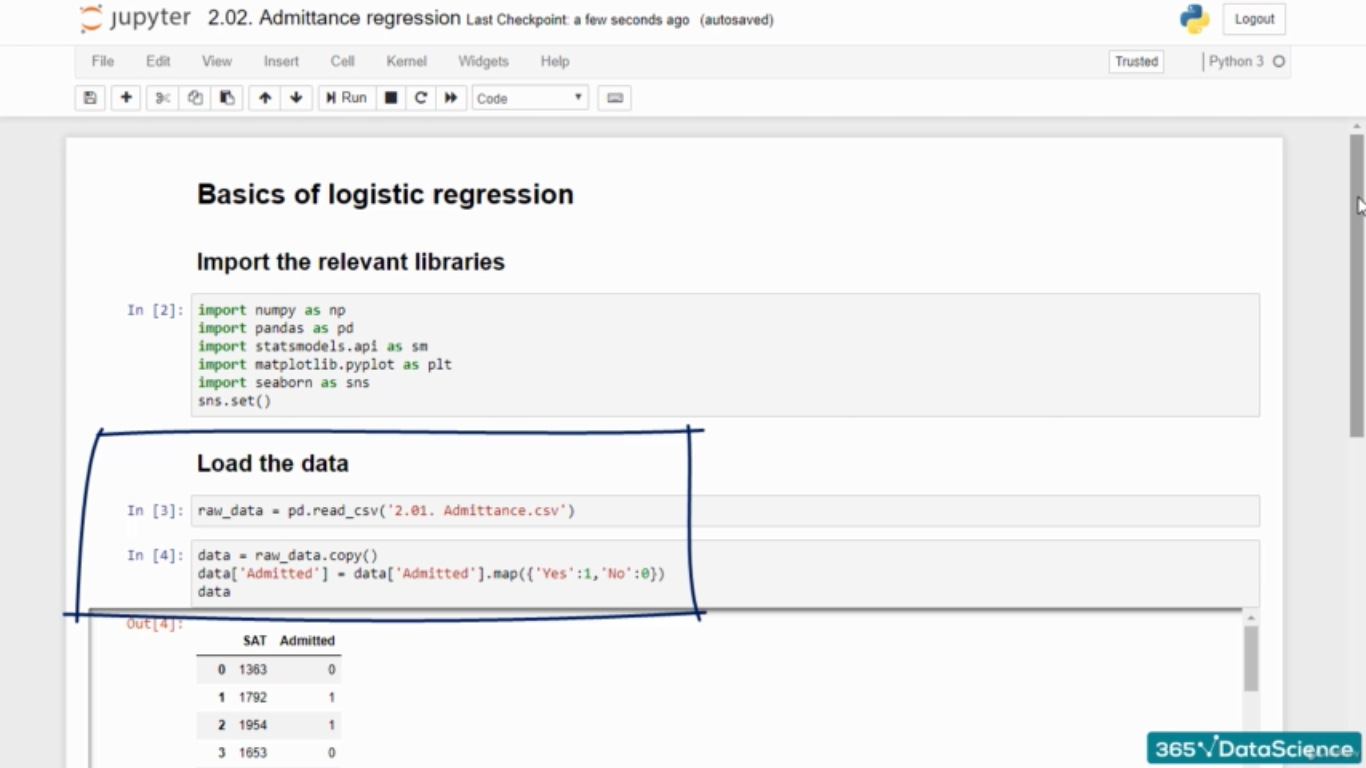 jupyter 2.02. Admittance regression Last Checkpoint: a few seconds ago (autosaved)
Logout
File Edit View Insert Cell Kernel Widgets Help
Trusted
Python 3
Run
Code
Basics of logistic regression
Import the relevant libraries
In [2]:
import numpy as np
import pandas as pd
import statsmodels.api as sm
import matplotlib.pyplot as plt
import seaborn as sns
sns.set()
Load the data
In [3]: raw_data = pd.read_csv('2.01. Admittance.csv')
In [4]: data = raw_data.copy()
data['Admitted'] = data['Admitted'].map({'Yes':1,'No':0})
data
Out[4]:
SAT Admitted
0 1363 0
1 1792 1
2 1954 1
3 1653 0
365 DataScience